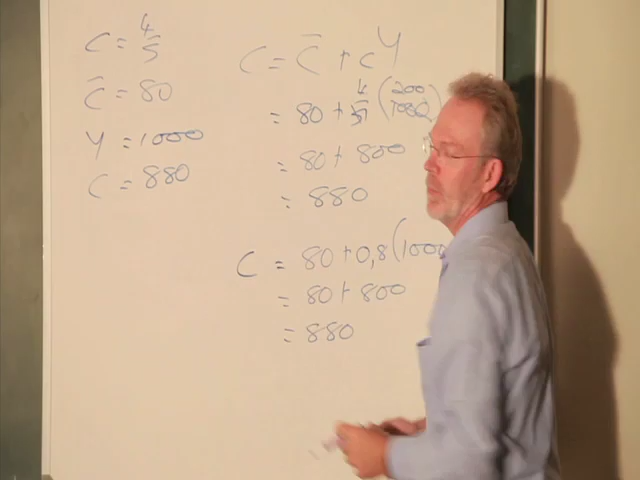 c = 4/5
C̄ = 80
Y = 1000
C = 880
C = C̄ + cY
= 80 + 4/5 (200 1000)
= 80 + 800
= 880
C = 80 + 0,8(1000
= 80 + 800
= 880